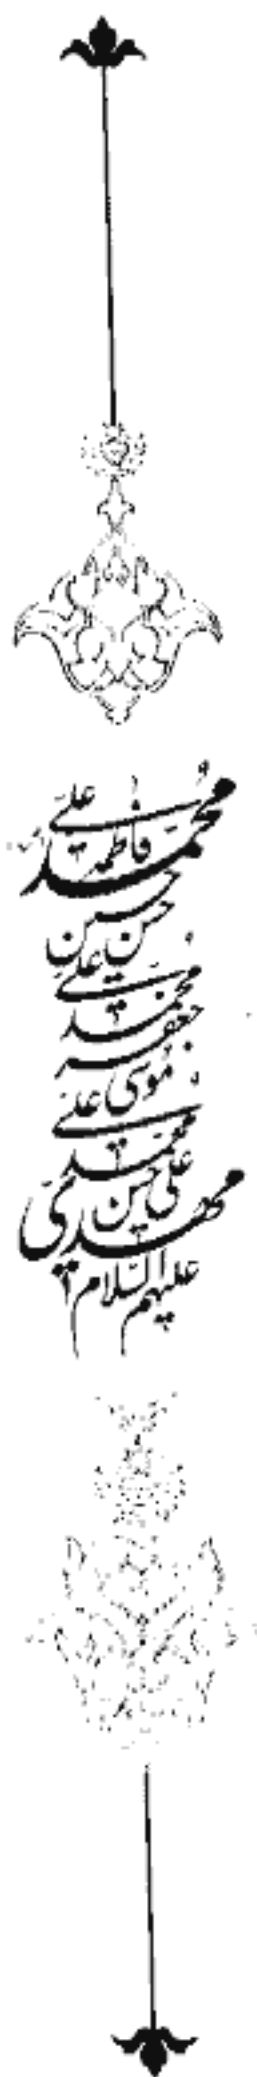 محمد علی
فاطمه
حسن حسین
علی
محمد
جعفر
موسی علی
محمد
علی حسن
مهدی
علیهم السلام